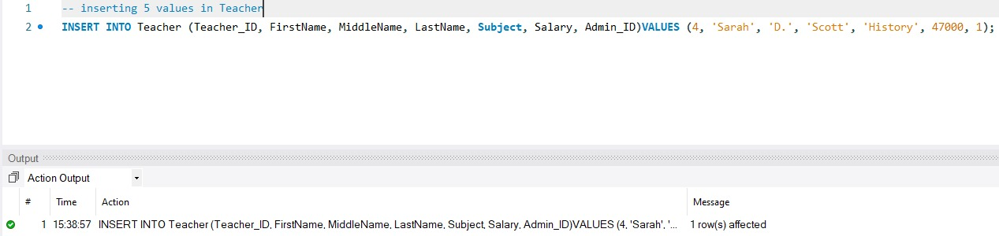 1 -- inserting 5 values in Teacher
2 INSERT INTO Teacher (Teacher_ID, FirstName, MiddleName, LastName, Subject, Salary, Admin_ID)VALUES (4, 'Sarah', 'D.', 'Scott', 'History', 47000, 1);
Output
Action Output
# Time Action Message
1 15:38:57 INSERT INTO Teacher (Teacher_ID, FirstName, MiddleName, LastName, Subject, Salary, Admin_ID)VALUES (4, 'Sarah', '... 1 row(s) affected